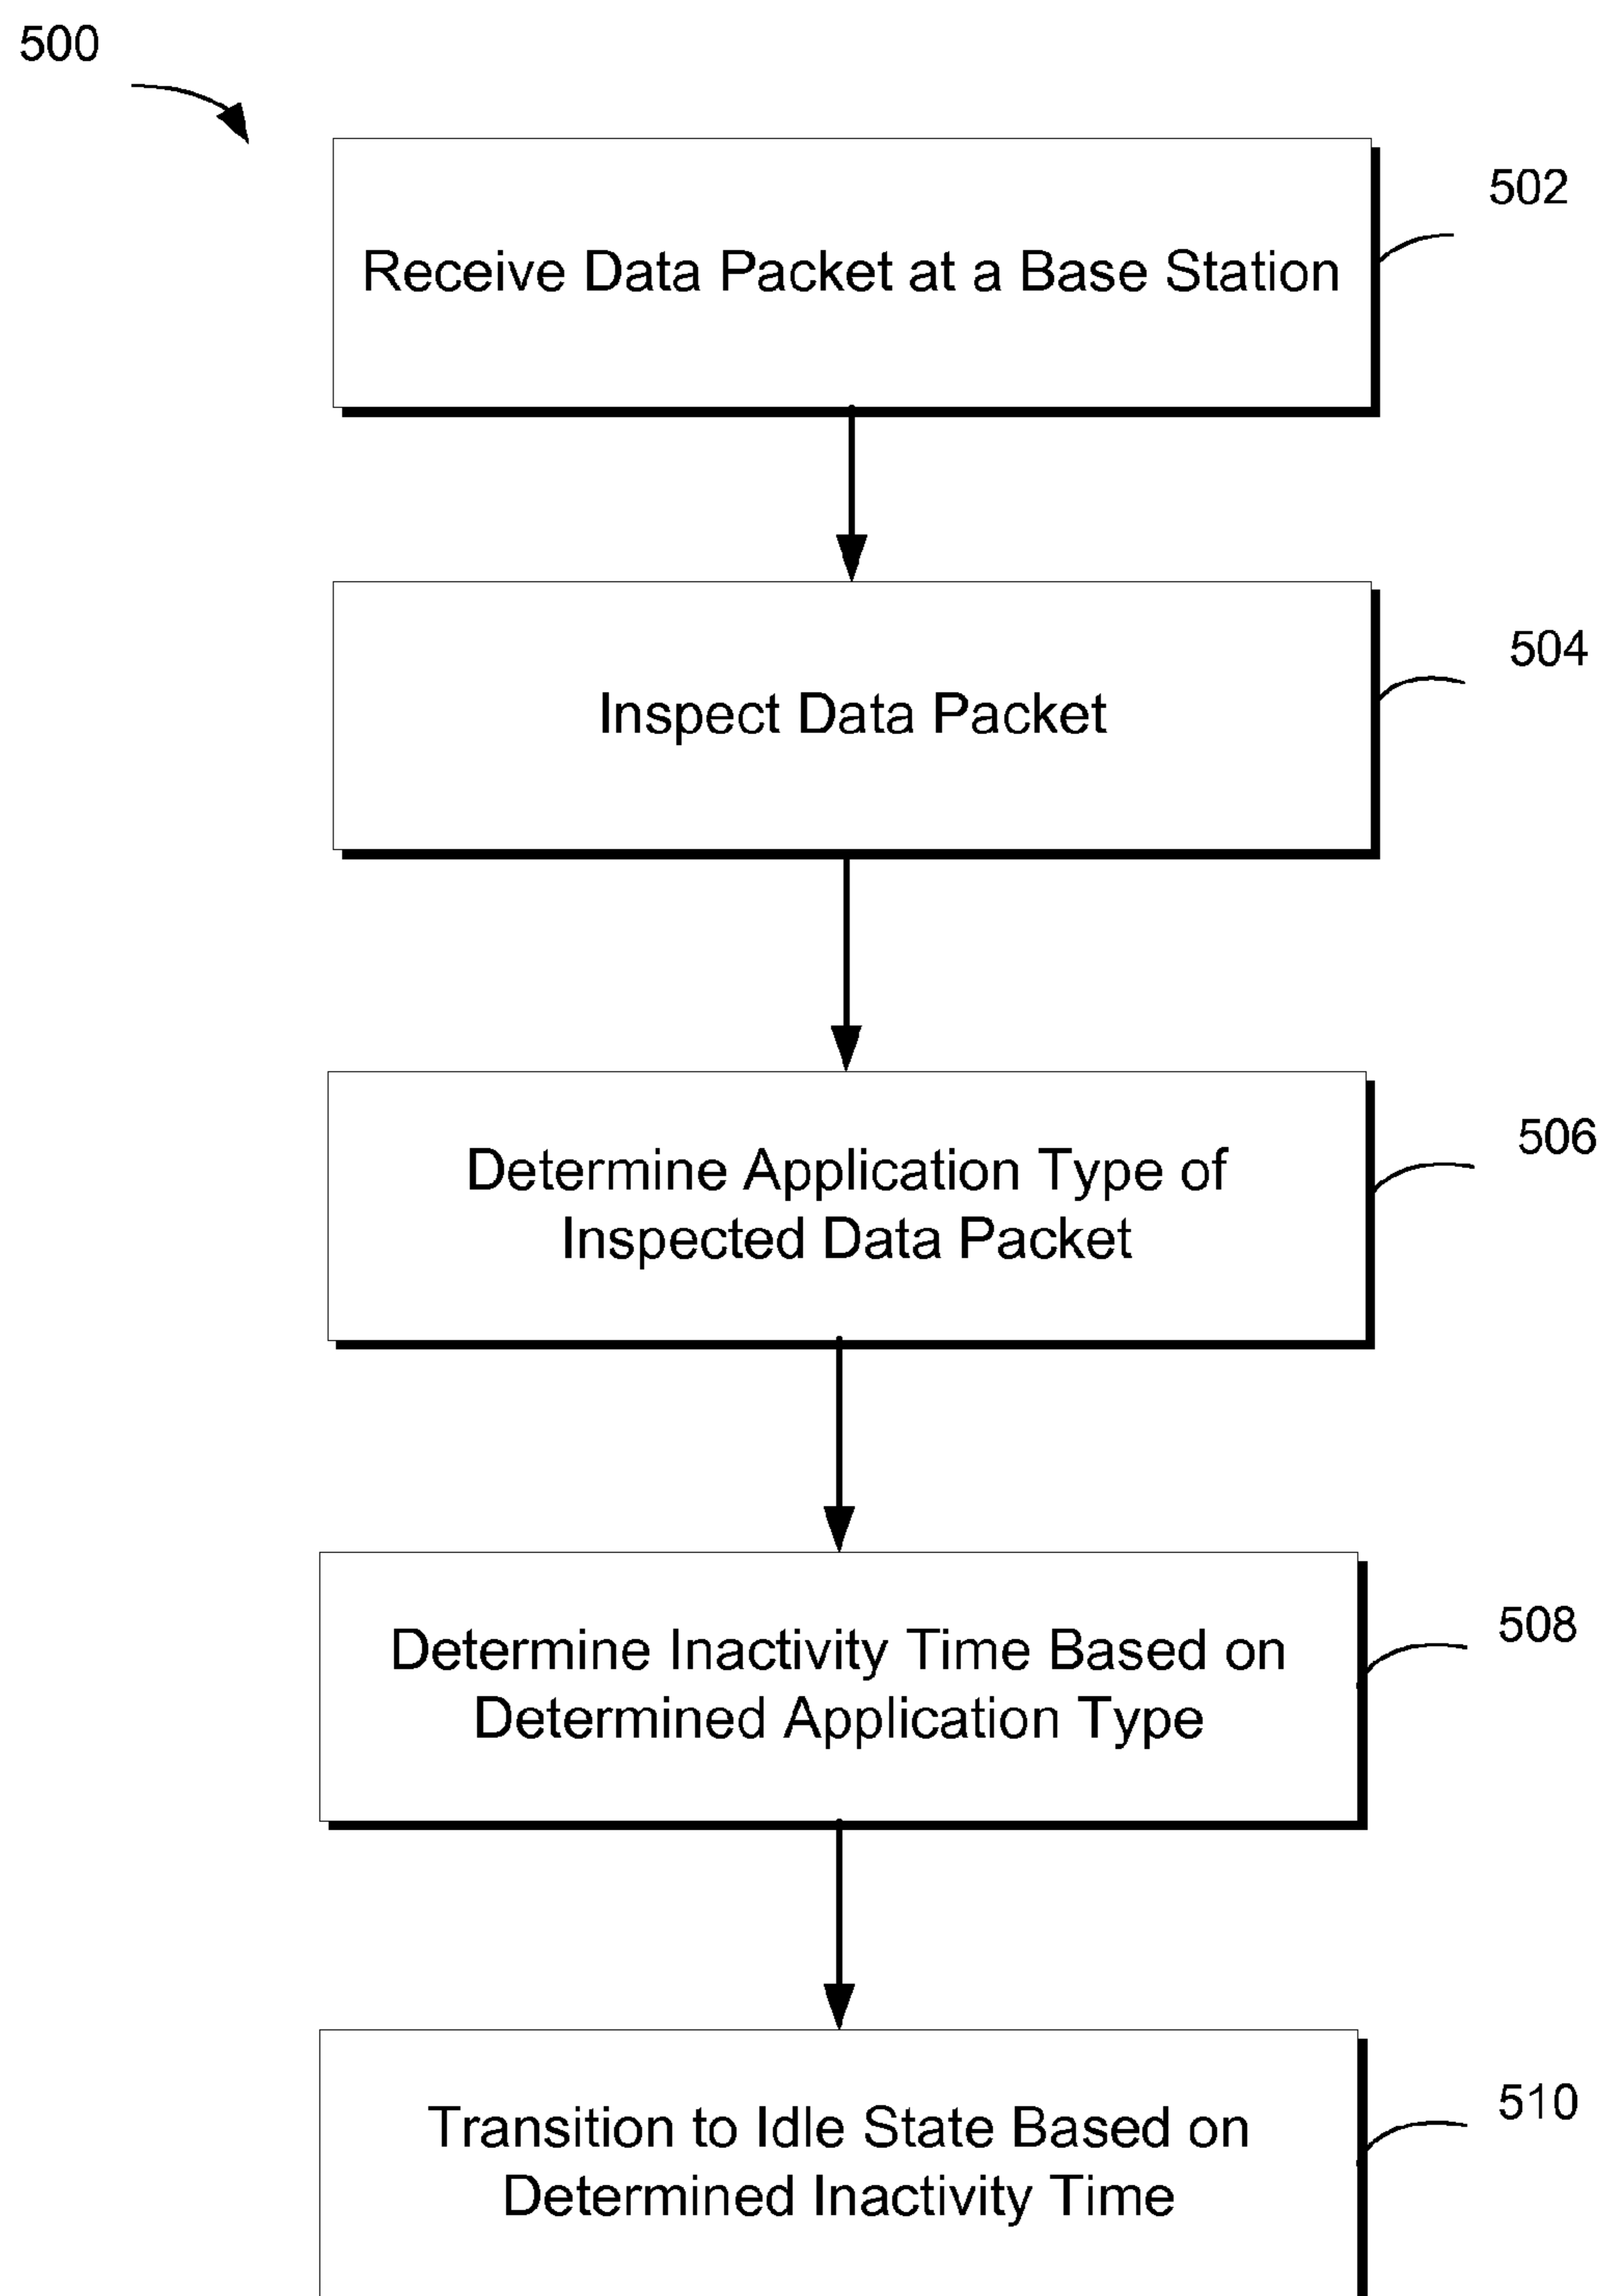 500
502
Receive Data Packet at a Base Station
504
Inspect Data Packet
506
Determine Application Type of
Inspected Data Packet
508
Determine Inactivity Time Based on
Determined Application Type
510
Transition to Idle State Based on
Determined Inactivity Time